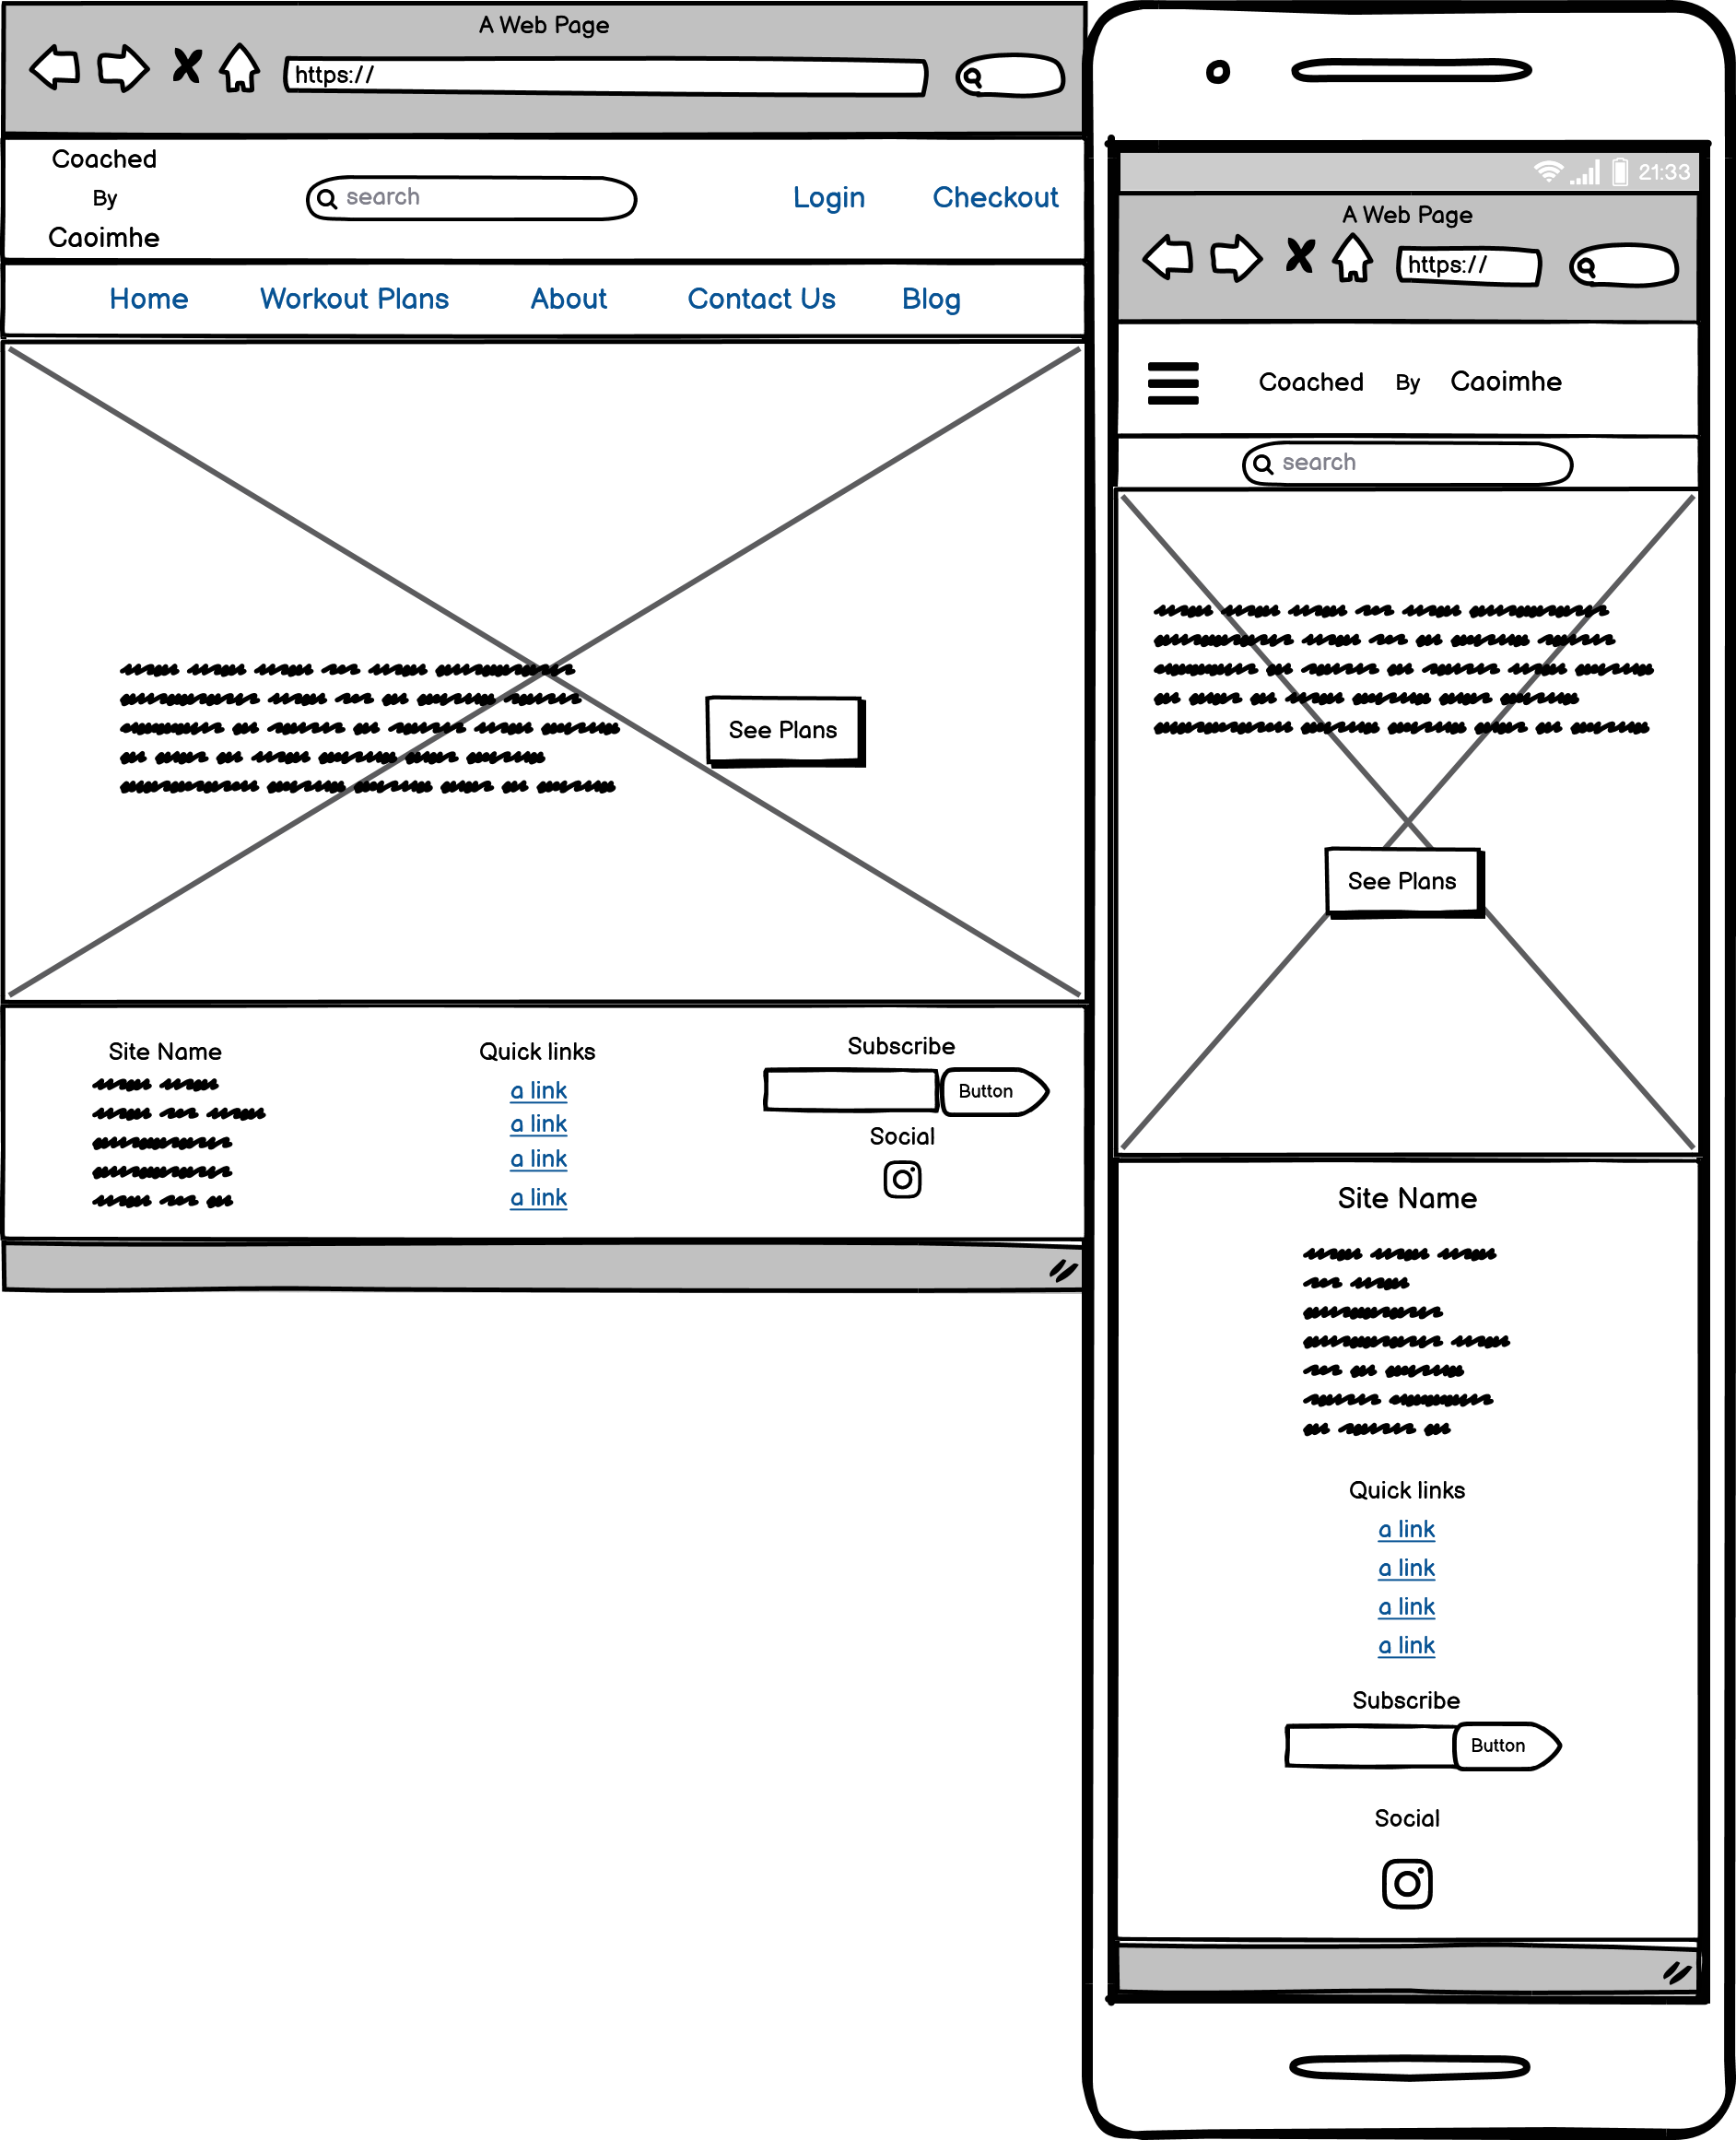 A Web Page
https://
Coached
By
Caoimhe
search
Login Checkout
Home Workout Plans About Contact Us Blog
See Plans
Site Name
Quick links
a link
a link
a link
a link
Subscribe
Button
Social
21:33
A Web Page
https://
Coached By Caoimhe
search
See Plans
Site Name
Quick links
a link
a link
a link
a link
Subscribe
Button
Social